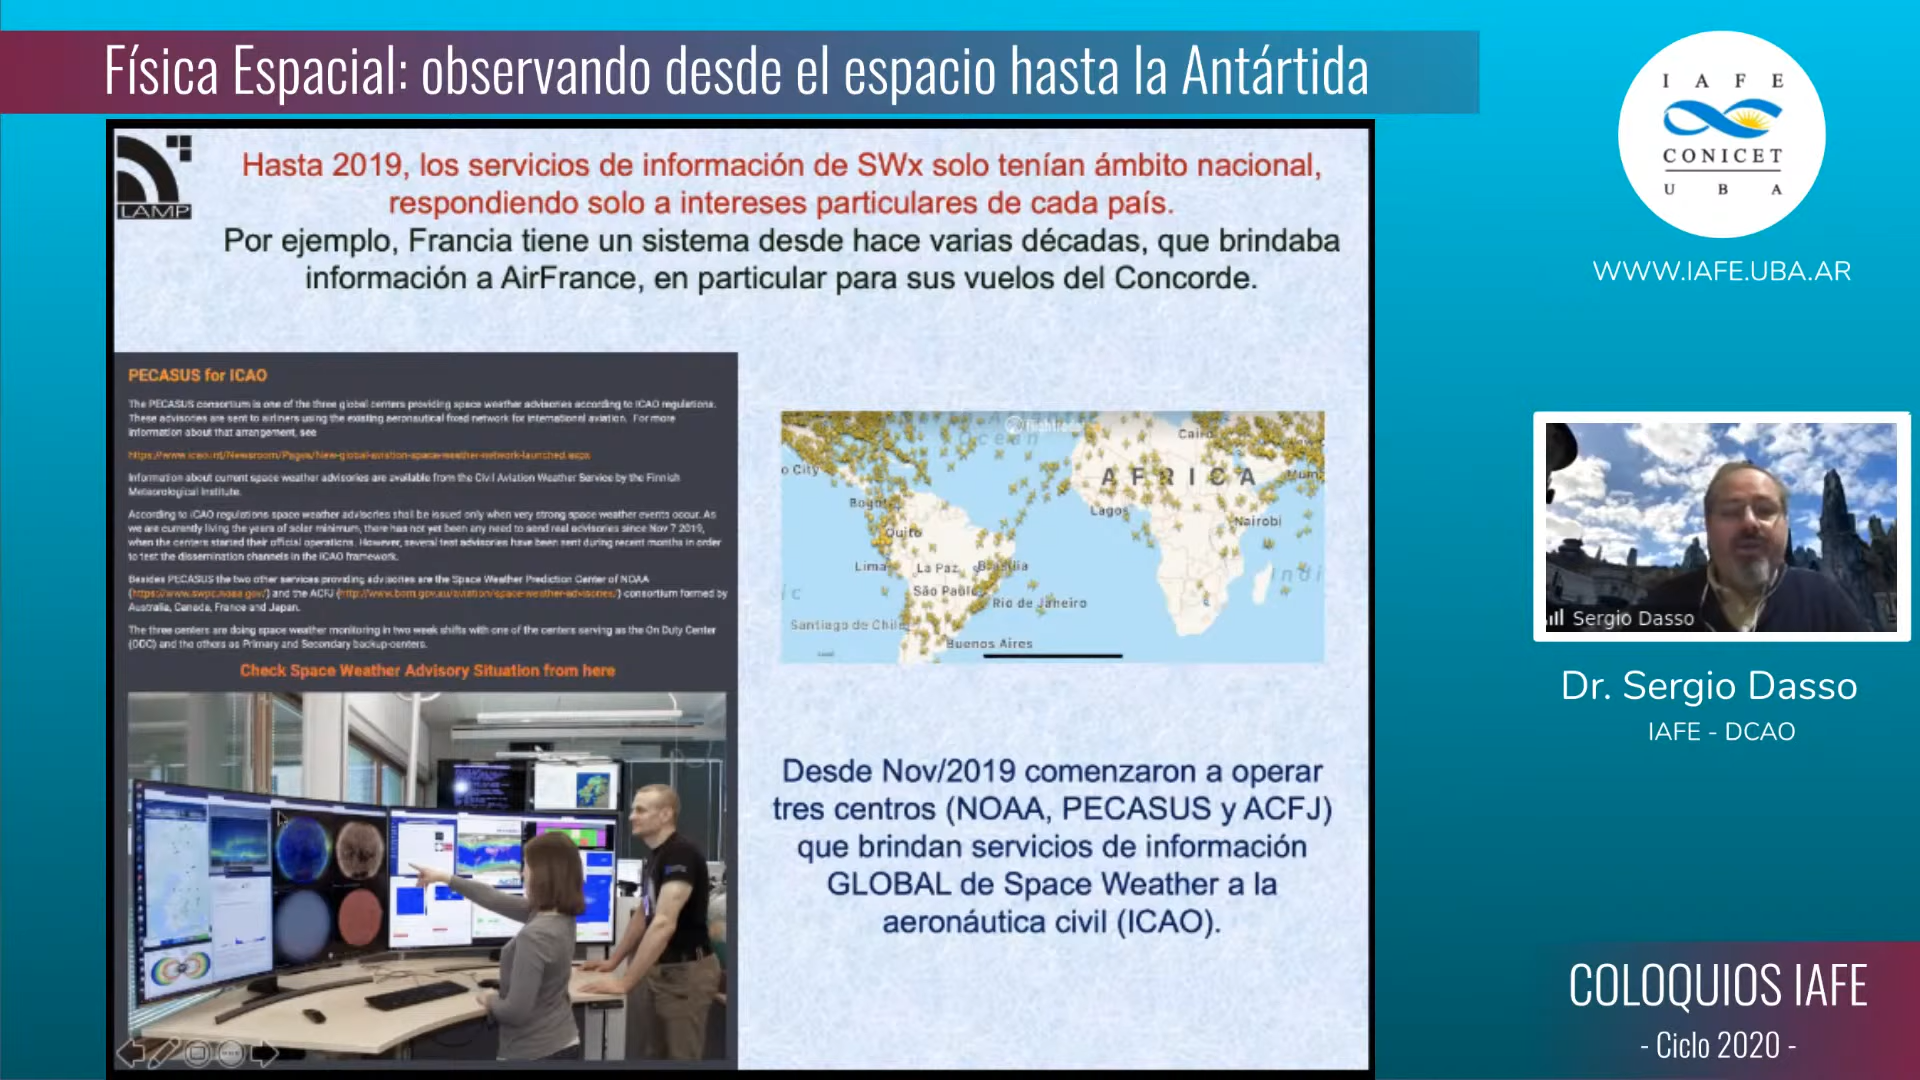 Física Espacial: observando desde el espacio hasta la Antártida
LAMP
Hasta 2019, los servicios de información de SWx solo tenían ámbito nacional,
respondiendo solo a intereses particulares de cada país.
Por ejemplo, Francia tiene un sistema desde hace varias décadas, que brindaba
información a AirFrance, en particular para sus vuelos del Concorde.
PECASUS for ICAO
The PECASUS consortium is one of the three global centers providing space weather advisories according to ICAO regulations.
These advisories are sent to airliners using the existing aeronautical fixed network for international aviation. For more
information about that arrangement, see
https://www.icao.int/Newsroom/Pages/New-global-aviation-space-weather-network-launched.aspx
Information about current space weather advisories are available from the Civil Aviation Weather Service by the Finnish
Meteorological Institute.
According to ICAO regulations space weather advisories shall be issued only when very strong space weather events occur. As
we are currently living the years of solar minimum, there has not yet been any need to send real advisories since Nov 7 2019,
when the centers started their official operations. However, several test advisories have been sent during recent months in order
to test the dissemination channels in the ICAO framework.
Besides PECASUS the two other services providing advisories are the Space Weather Prediction Center of NOAA
(https://www.swpc.noaa.gov/) and the ACFJ (http://www.bom.gov.au/aviation/space-weather-advisories/) consortium formed by
Australia, Canada, France and Japan.
The three centers are doing space weather monitoring in two week shifts with one of the centers serving as the On Duty Center
(ODC) and the others as Primary and Secondary backup-centers.
Check Space Weather Advisory Situation from here
Ocean
Cairo
o City
AFRICA
Mum
Bogotá
Lagos
Nairobi
Quito
Lima
La Paz
Brasília
Indi
ic
São Paulo
Rio de Janeiro
Santiago de Chile
Buenos Aires
Desde Nov/2019 comenzaron a operar
tres centros (NOAA, PECASUS y ACFJ)
que brindan servicios de información
GLOBAL de Space Weather a la
aeronáutica civil (ICAO).
IAFE
CONICET
UBA
WWW.IAFE.UBA.AR
Sergio Dasso
Dr. Sergio Dasso
IAFE - DCAO
COLOQUIOS IAFE
- Ciclo 2020 -